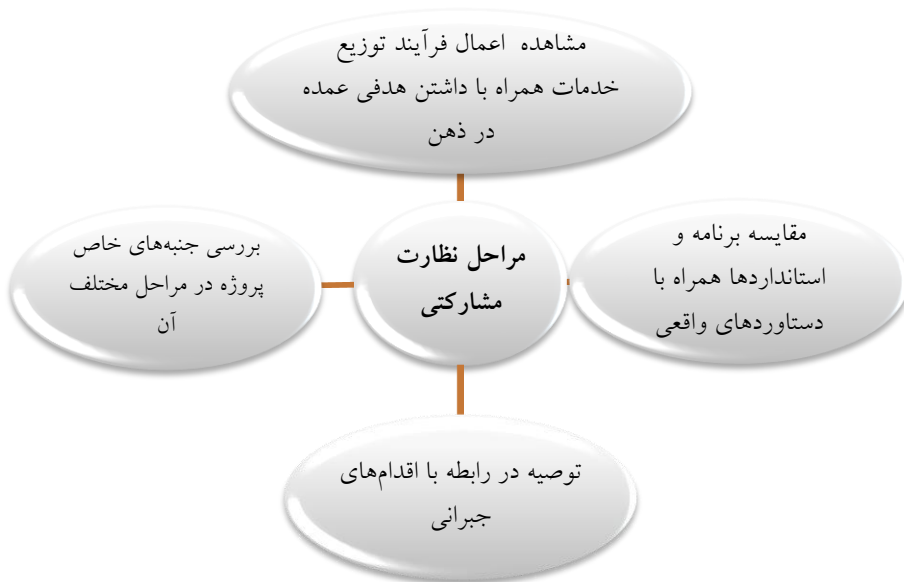 مشاهده اعمال فرآیند توزیع
خدمات همراه با داشتن هدفی عمده
در ذهن
مقایسه برنامه و
استانداردها همراه با
دستاوردهای واقعی
مراحل نظارت
مشارکتی
بررسی جنبه‌های خاص
پروژه در مراحل مختلف
آن
توصیه در رابطه با اقدام‌های
جبرانی